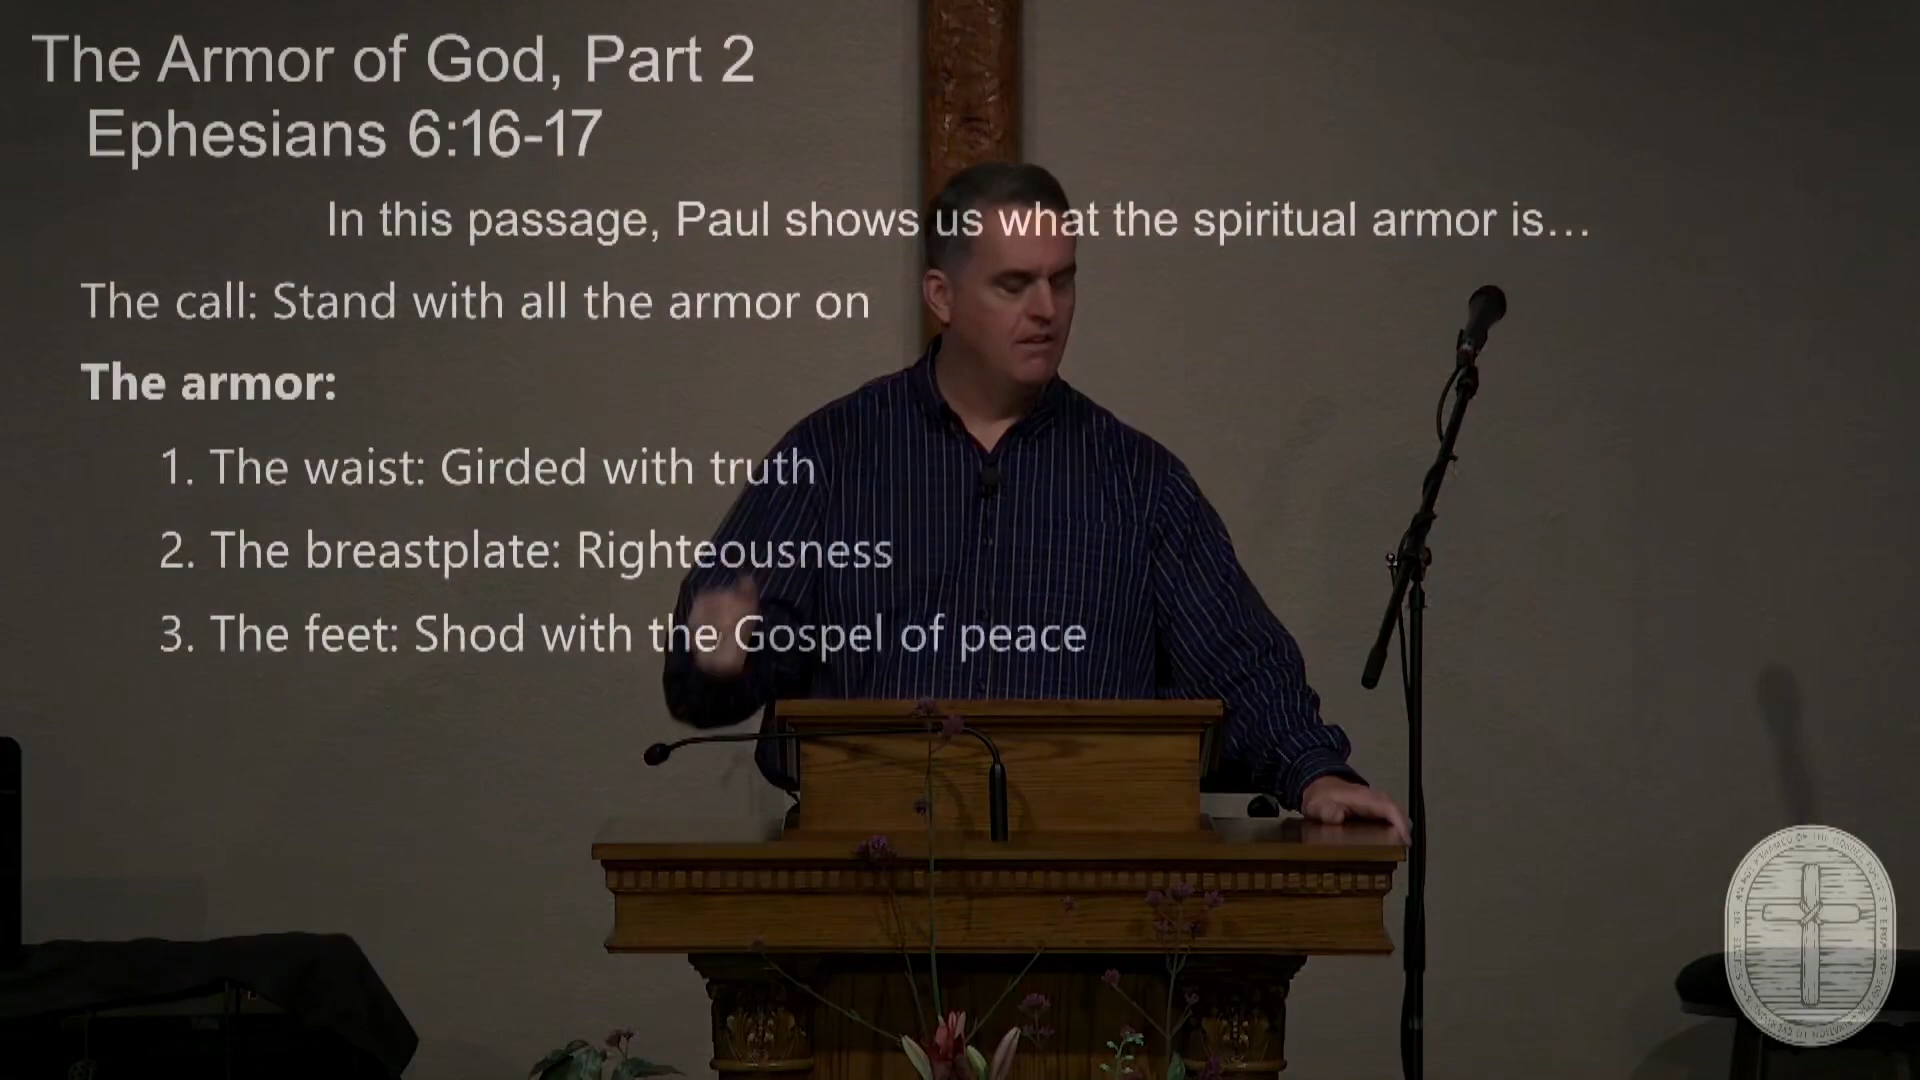 The Armor of God, Part 2
Ephesians 6:16-17
In this passage, Paul shows us what the spiritual armor is…
The call: Stand with all the armor on
The armor:
1. The waist: Girded with truth
2. The breastplate: Righteousness
3. The feet: Shod with the Gospel of peace